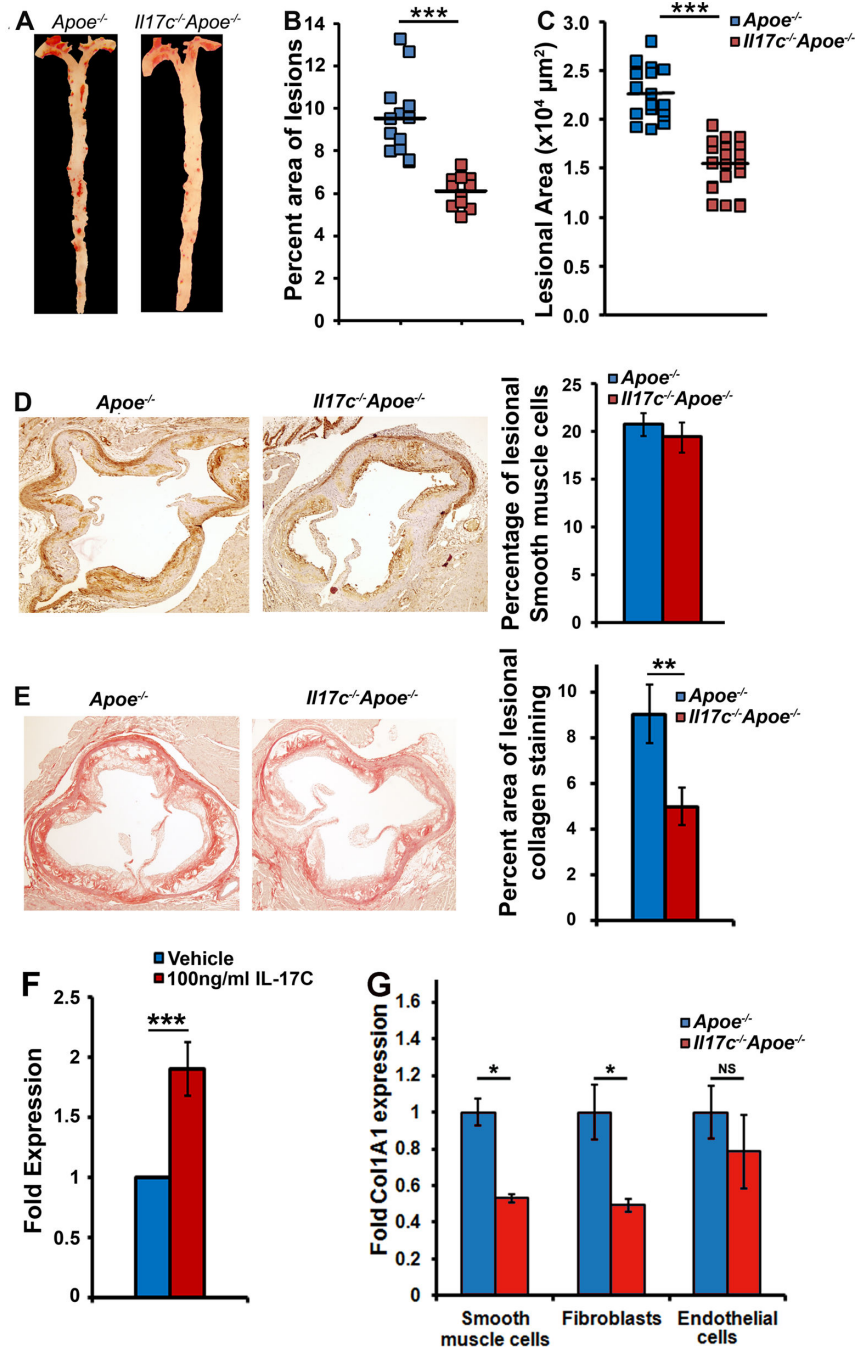 A
Apoe-/-
Il17c-/-Apoe-/-
B
Percent area of lesions
14
12
10
8
6
4
2
0
***
C
Lesional Area (x10⁴ µm²)
3.0
2.5
2.0
1.5
1.0
0.5
0.0
***
Apoe-/-
Il17c-/-Apoe-/-
D
Apoe-/-
Il17c-/-Apoe-/-
Percentage of lesional
Smooth muscle cells
25
20
15
10
5
0
Apoe-/-
Il17c-/-Apoe-/-
E
Apoe-/-
Il17c-/-Apoe-/-
Percent area of lesional
collagen staining
10
8
6
4
2
0
**
Apoe-/-
Il17c-/-Apoe-/-
F
Vehicle
100ng/ml IL-17C
Fold Expression
2.5
2
1.5
1
0.5
0
***
G
Fold Col1A1 expression
1.6
1.4
1.2
1
0.8
0.6
0.4
0.2
0
Apoe-/-
Il17c-/-Apoe-/-
*
*
NS
Smooth
muscle cells
Fibroblasts
Endothelial
cells